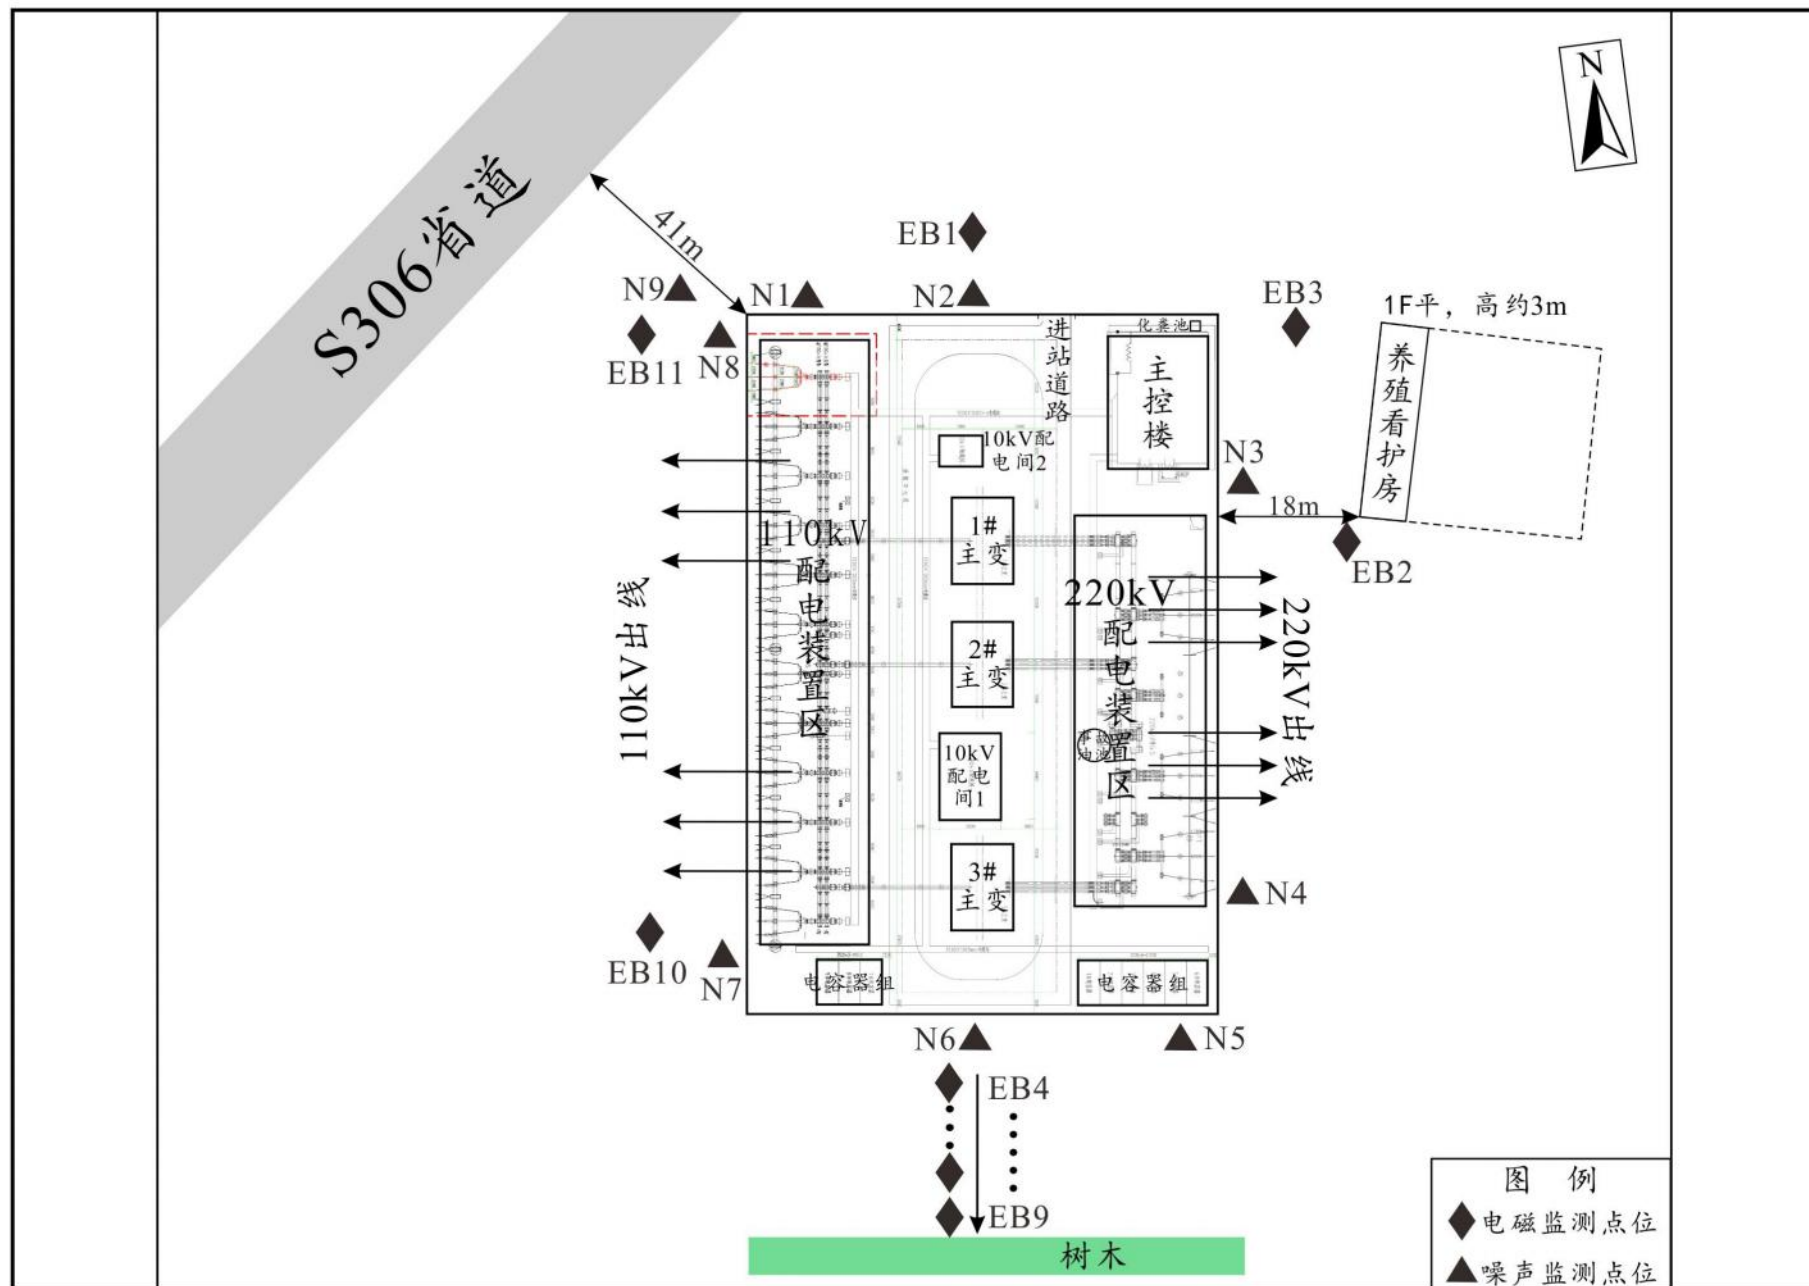 N
S306省道
41m
EB1
N9
N1
N2
EB3
1F平，高约3m
EB11
N8
进站道路
化粪池
主控楼
养殖看护房
10kV配
电间2
N3
18m
EB2
1#
主变
110kV
配电装置区
220kV
配电装置区
110kV出线
220kV出线
2#
主变
事故
油池
10kV
配电
间1
3#
主变
N4
EB10
N7
电容器组
电容器组
N6
N5
EB4
EB9
树木
图 例
电磁监测点位
噪声监测点位